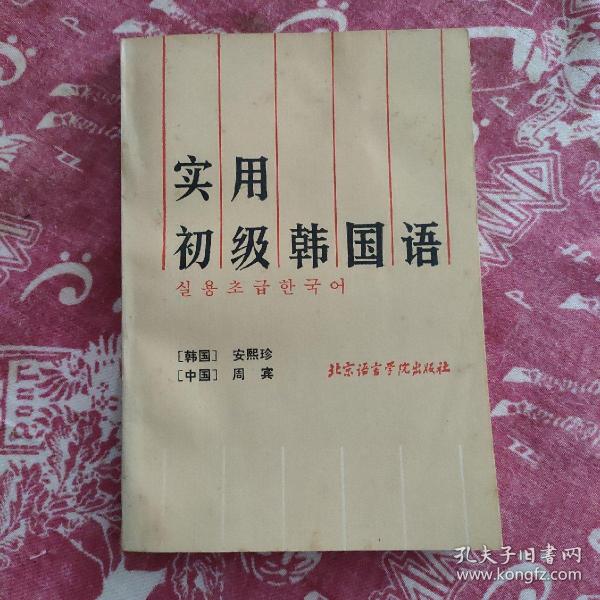 实用
初级韩国语
실용초급한국어
[韩国] 安熙珍
[中国] 周宾
北京语言学院出版社
孔夫子旧书网
www.kongfz.com